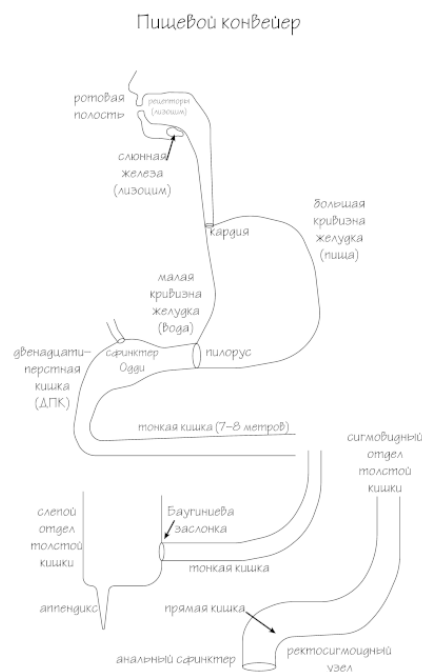 Пищевой конвейер
ротовая
полость
рецепторы
(лизоцим)
слюнная
железа
(лизоцим)
кардия
большая
кривизна
желудка
(пища)
малая
кривизна
желудка
(вода)
двенадцати-
перстная
кишка
(ДПК)
сфинктер
Одди
пилорус
тонкая кишка (7–8 метров)
сигмовидный
отдел
толстой
кишки
слепой
отдел
толстой
кишки
Баугиниева
заслонка
тонкая кишка
аппендикс
прямая кишка
анальный сфинктер
ректосигмоидный
узел